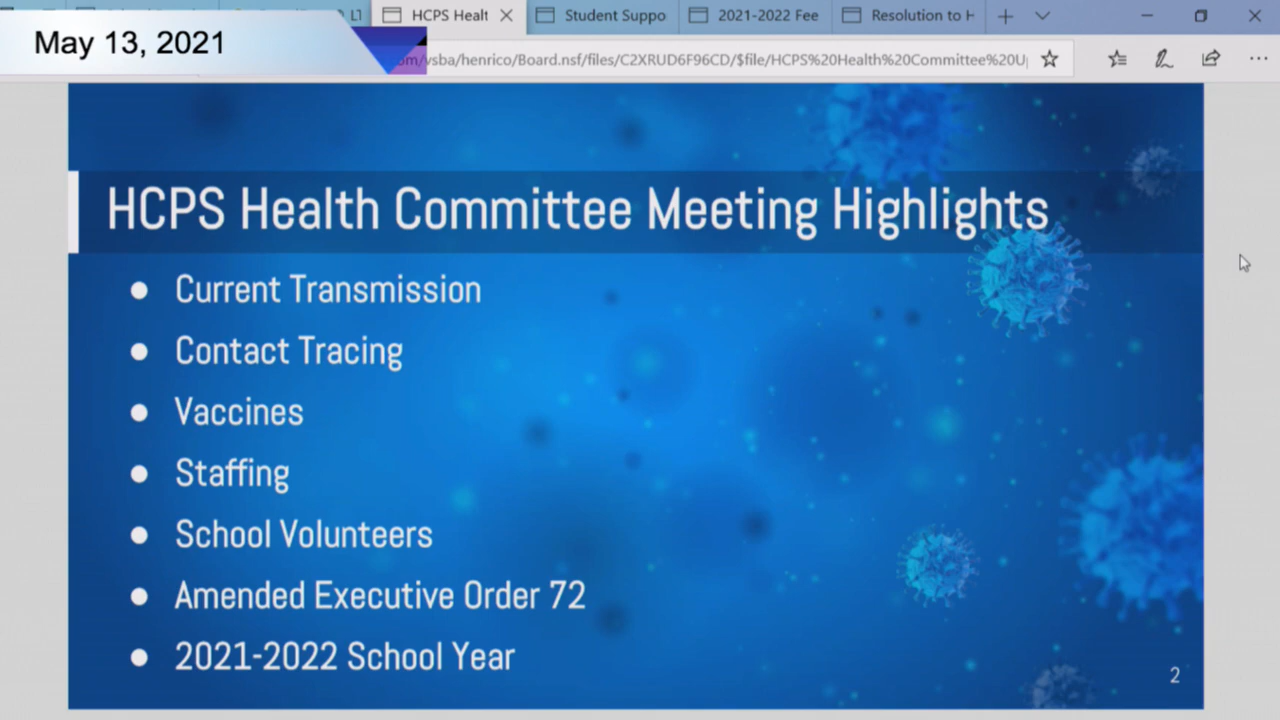 HCPS Healt
Student Suppo
2021-2022 Fee
Resolution to H
May 13, 2021
om/vsba/henrico/Board.nsf/files/C2XRUD6F96CD/$file/HCPS%20Health%20Committee%20U
HCPS Health Committee Meeting Highlights
● Current Transmission
● Contact Tracing
● Vaccines
● Staffing
● School Volunteers
● Amended Executive Order 72
● 2021-2022 School Year
2